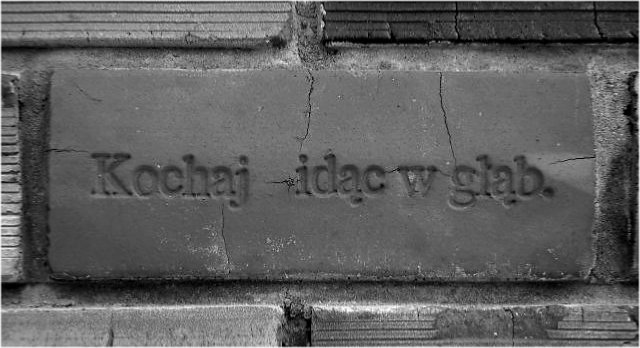 Kochaj idąc w głąb.